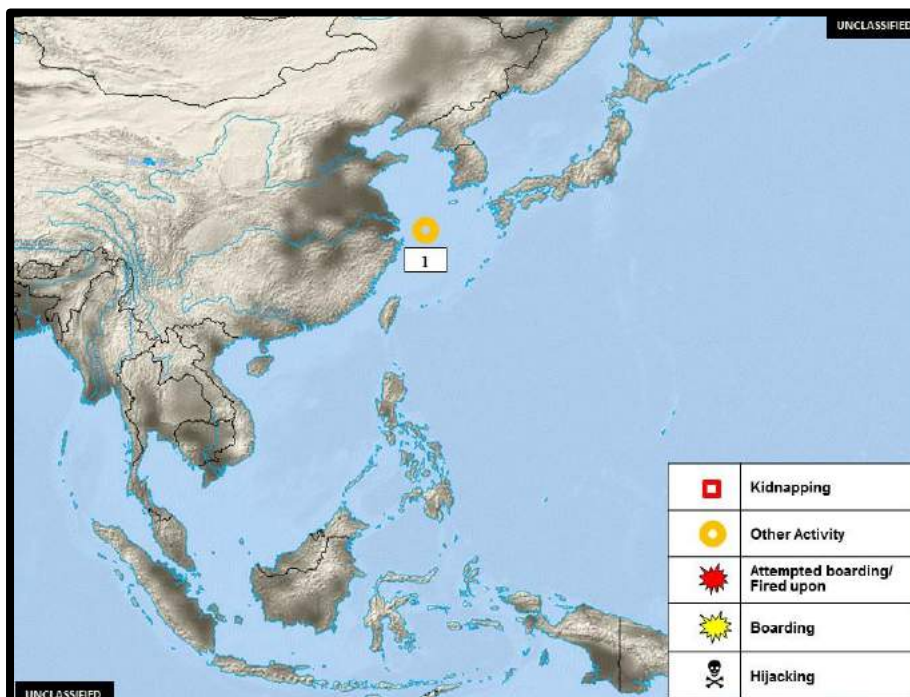 UNCLASSIFIED
1
Kidnapping
Other Activity
Attempted boarding/
Fired upon
Boarding
Hijacking
UNCLASSIFIED